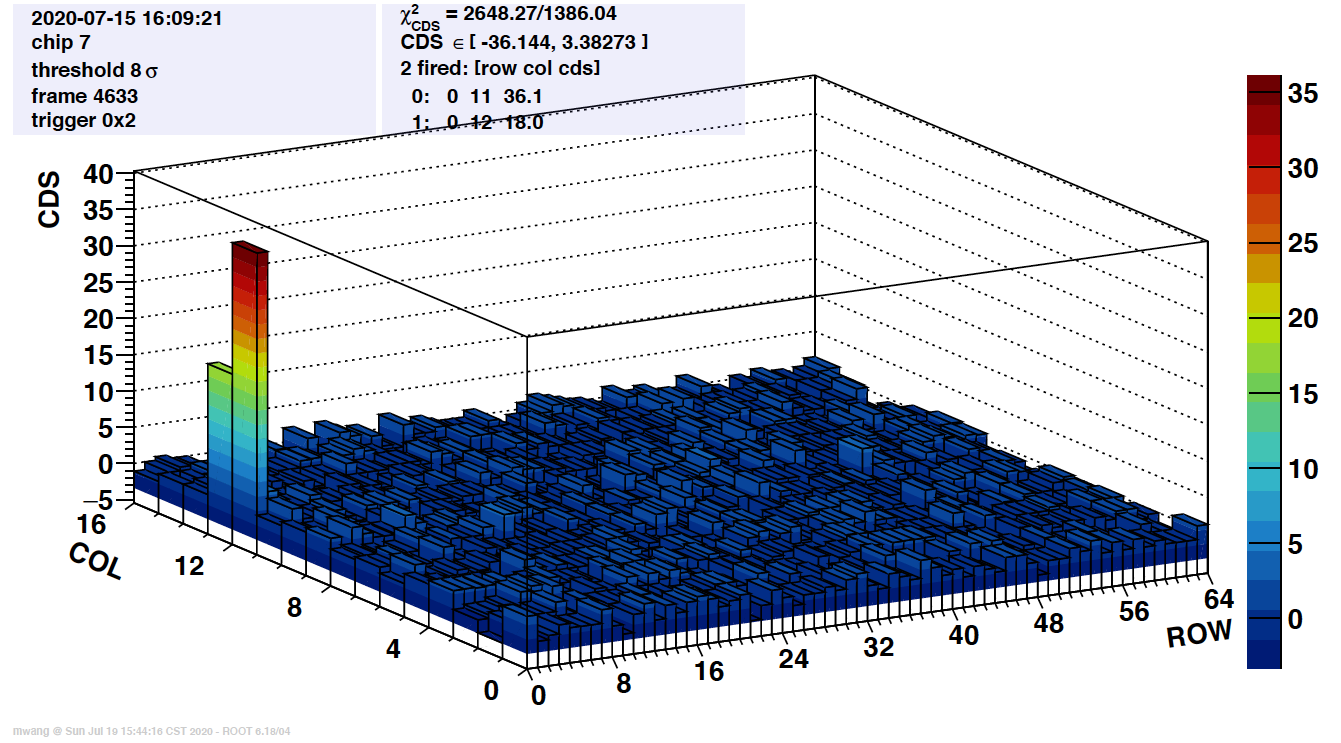 2020-07-15 16:09:21
chip 7
threshold 8 σ
frame 4633
trigger 0x2
χ²CDS = 2648.27/1386.04
CDS ∈ [ -36.144, 3.38273 ]
2 fired: [row col cds]
0: 0 11 36.1
1: 0 12 18.0
CDS
40
35
30
25
20
15
10
5
0
−5
16
12
8
4
0
COL
0
8
16
24
32
40
48
56
64
ROW
35
30
25
20
15
10
5
0
mwang @ Sun Jul 19 15:44:16 CST 2020 - ROOT 6.18/04